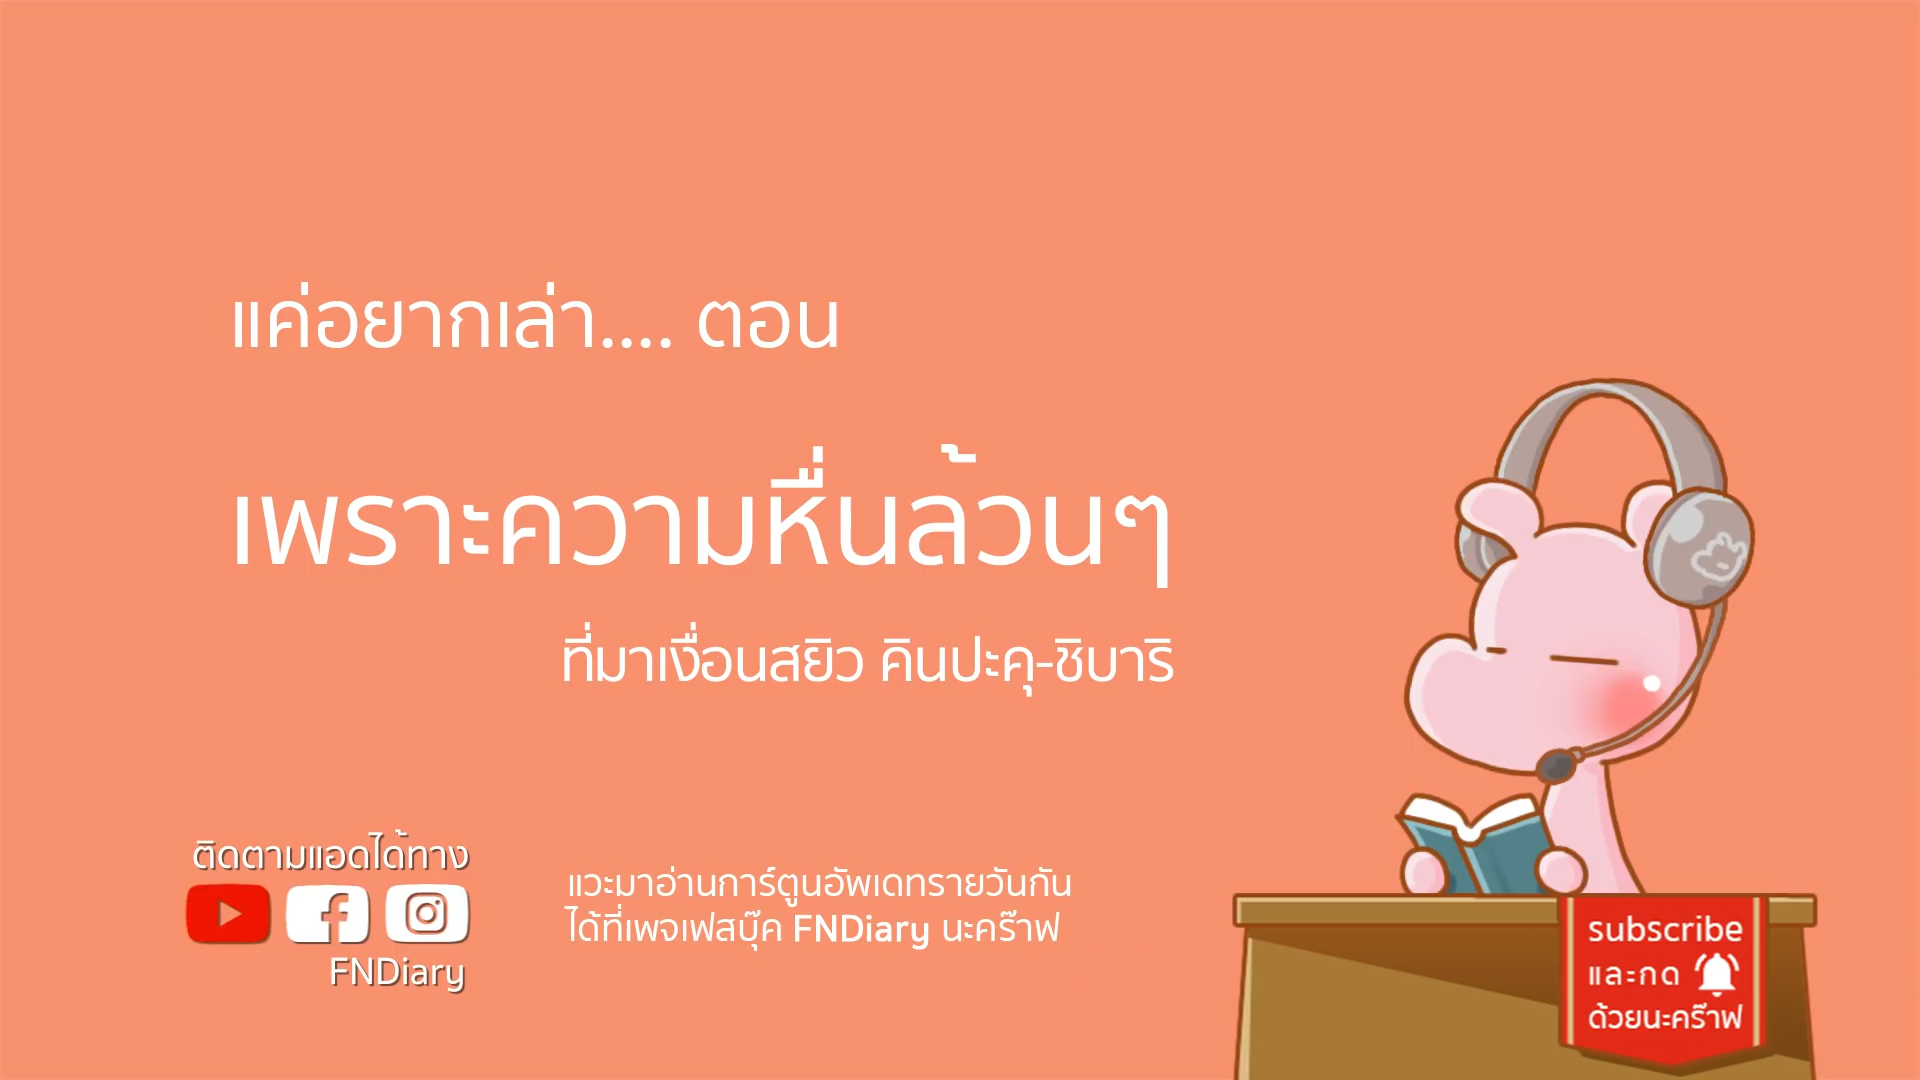 แค่อยากเล่า.... ตอน
เพราะความหื่นล้วนๆ
ที่มาเงื่อนสยิว คินปะคุ-ชิบาริ
ติดตามแอดได้ทาง
FNDiary
แวะมาอ่านการ์ตูนอัพเดทรายวันกัน
ได้ที่เพจเฟสบุ๊ค FNDiary นะคร๊าฟ
subscribe
และกด
ด้วยนะคร๊าฟ